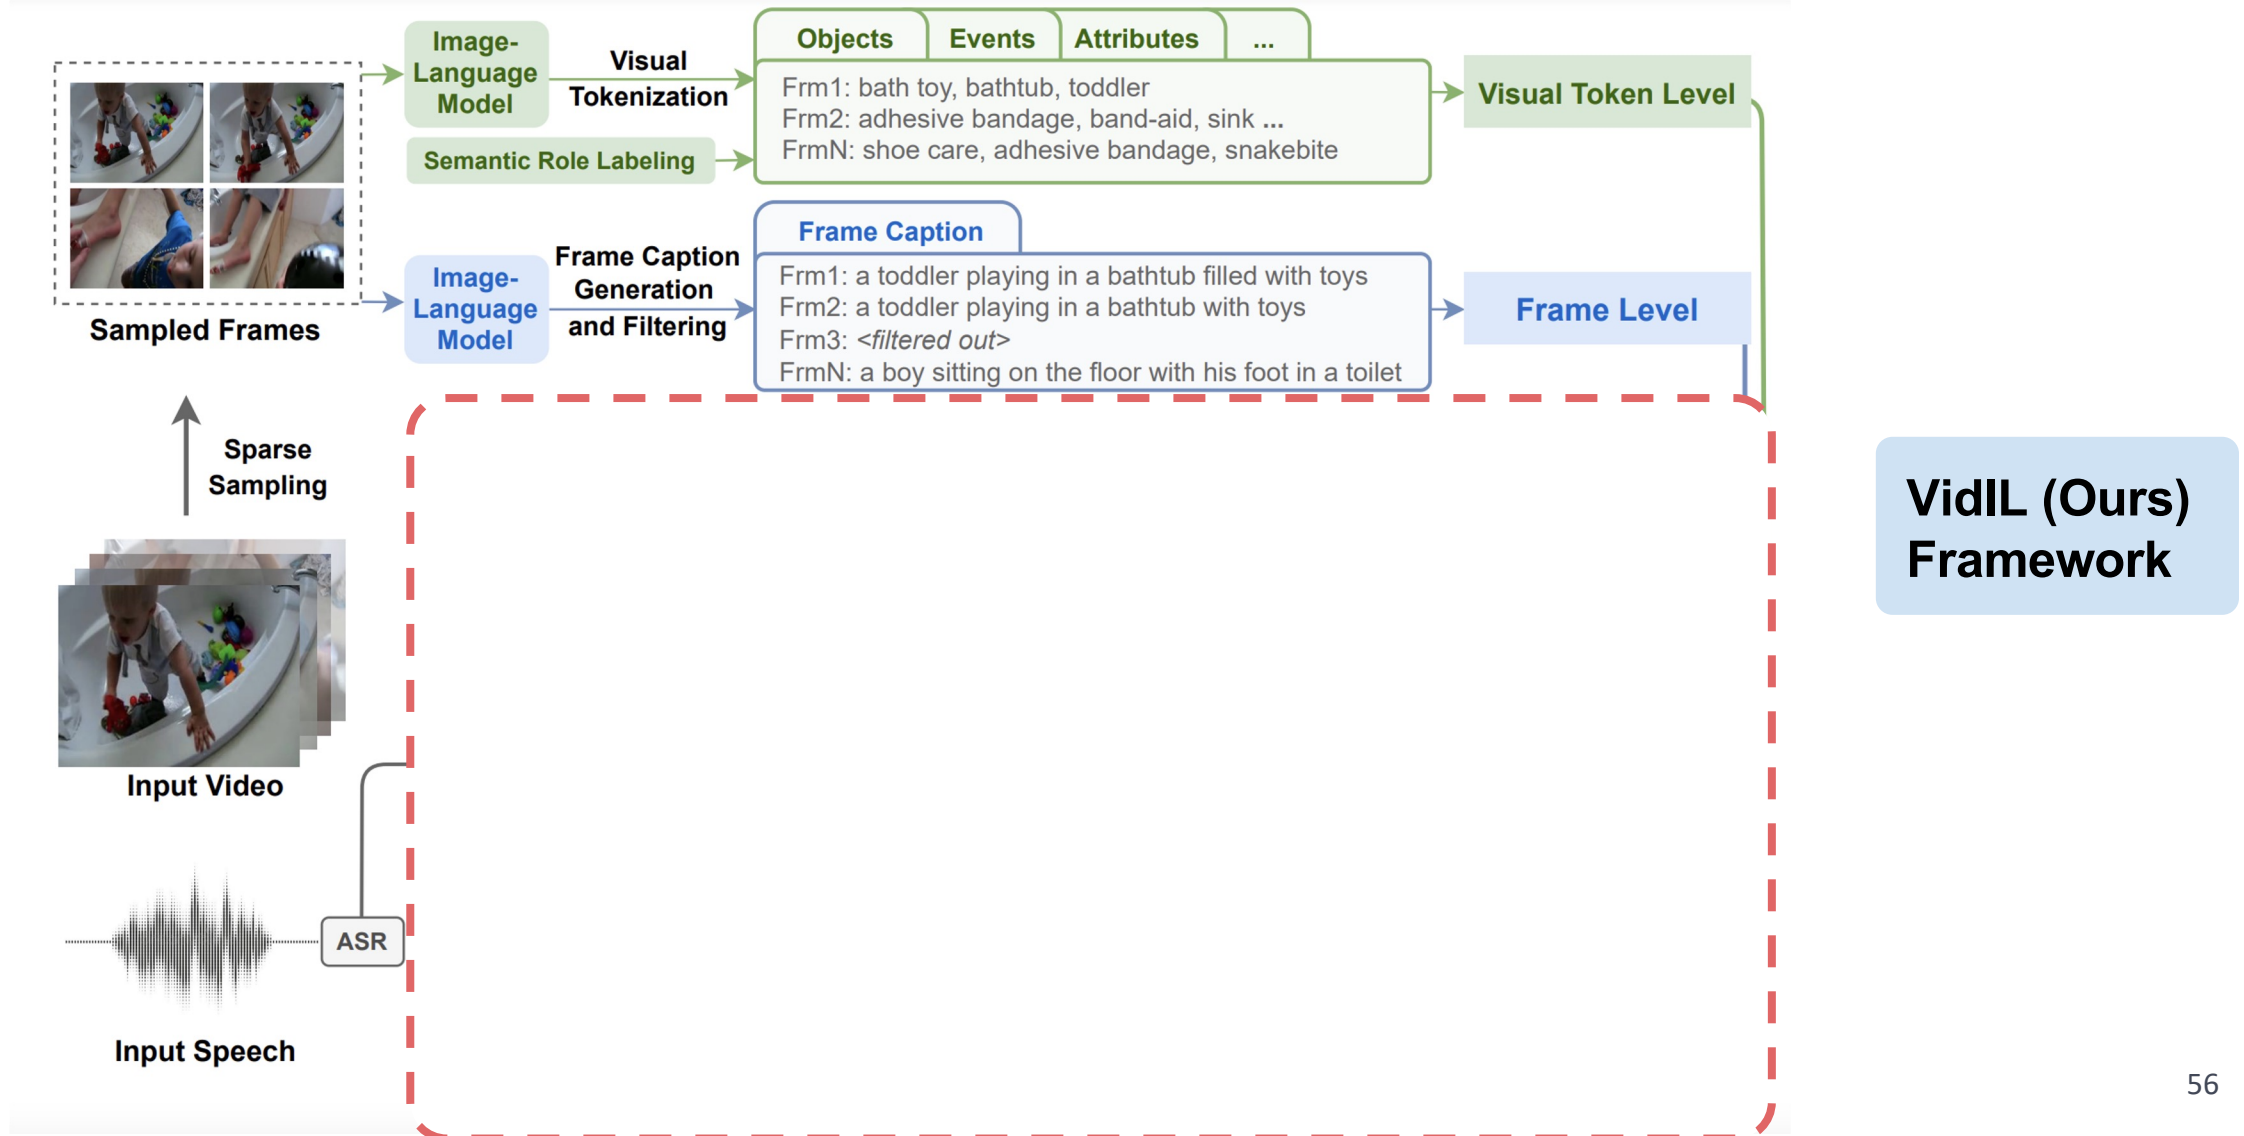 Image-
Language
Model
Visual
Tokenization
Semantic Role Labeling
Objects
Events
Attributes
...
Frm1: bath toy, bathtub, toddler
Frm2: adhesive bandage, band-aid, sink ...
FrmN: shoe care, adhesive bandage, snakebite
Visual Token Level
Sampled Frames
Image-
Language
Model
Frame Caption
Generation
and Filtering
Frame Caption
Frm1: a toddler playing in a bathtub filled with toys
Frm2: a toddler playing in a bathtub with toys
Frm3: <filtered out>
FrmN: a boy sitting on the floor with his foot in a toilet
Frame Level
Sparse
Sampling
Input Video
ASR
Input Speech
VidIL (Ours)
Framework
56